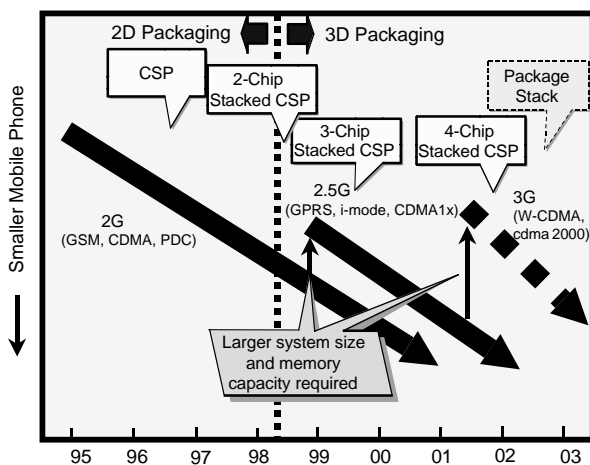 2D Packaging
3D Packaging
CSP
2-Chip
Stacked CSP
3-Chip
Stacked CSP
4-Chip
Stacked CSP
Package
Stack
Smaller Mobile Phone
2G
(GSM, CDMA, PDC)
2.5G
(GPRS, i-mode, CDMA1x)
3G
(W-CDMA,
cdma 2000)
Larger system size
and memory
capacity required
95 96 97 98 99 00 01 02 03